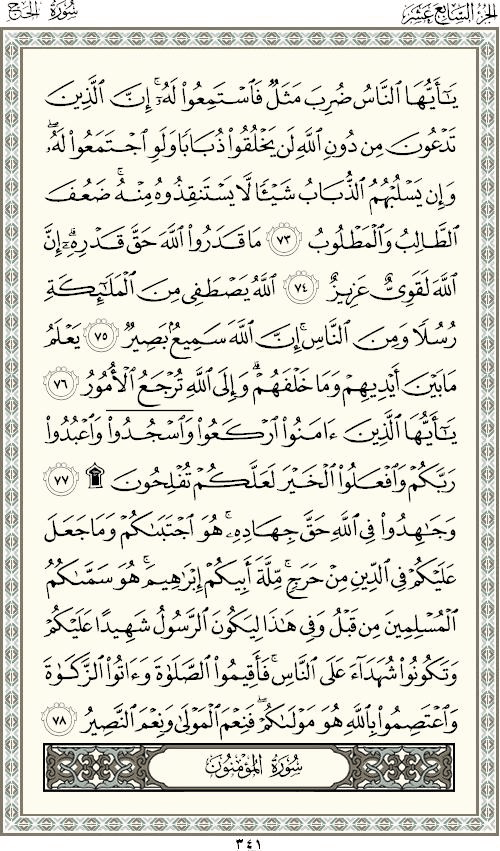 الجزء السابع عشر
سُورَةُ الحَجّ
يَٰٓأَيُّهَا ٱلنَّاسُ ضُرِبَ مَثَلٌ فَٱسْتَمِعُوا۟ لَهُۥٓ ۚ إِنَّ ٱلَّذِينَ
تَدْعُونَ مِن دُونِ ٱللَّهِ لَن يَخْلُقُوا۟ ذُبَابًا وَلَوِ ٱجْتَمَعُوا۟ لَهُۥ ۖ
وَإِن يَسْلُبْهُمُ ٱلذُّبَابُ شَيْـًٔا لَّا يَسْتَنقِذُوهُ مِنْهُ ۚ ضَعُفَ
ٱلطَّالِبُ وَٱلْمَطْلُوبُ ٧٣ مَا قَدَرُوا۟ ٱللَّهَ حَقَّ قَدْرِهِۦٓ ۗ إِنَّ
ٱللَّهَ لَقَوِىٌّ عَزِيزٌ ٧٤ ٱللَّهُ يَصْطَفِى مِنَ ٱلْمَلَٰٓئِكَةِ
رُسُلًا وَمِنَ ٱلنَّاسِ ۚ إِنَّ ٱللَّهَ سَمِيعٌۢ بَصِيرٌ ٧٥ يَعْلَمُ
مَا بَيْنَ أَيْدِيهِمْ وَمَا خَلْفَهُمْ ۗ وَإِلَى ٱللَّهِ تُرْجَعُ ٱلْأُمُورُ ٧٦
يَٰٓأَيُّهَا ٱلَّذِينَ ءَامَنُوا۟ ٱرْكَعُوا۟ وَٱسْجُدُوا۟ وَٱعْبُدُوا۟
رَبَّكُمْ وَٱفْعَلُوا۟ ٱلْخَيْرَ لَعَلَّكُمْ تُفْلِحُونَ ۩ ٧٧
وَجَٰهِدُوا۟ فِى ٱللَّهِ حَقَّ جِهَادِهِۦ ۚ هُوَ ٱجْتَبَىٰكُمْ وَمَا جَعَلَ
عَلَيْكُمْ فِى ٱلدِّينِ مِنْ حَرَجٍ ۚ مِّلَّةَ أَبِيكُمْ إِبْرَٰهِيمَ ۚ هُوَ سَمَّىٰكُمُ
ٱلْمُسْلِمِينَ مِن قَبْلُ وَفِى هَٰذَا لِيَكُونَ ٱلرَّسُولُ شَهِيدًا عَلَيْكُمْ
وَتَكُونُوا۟ شُهَدَآءَ عَلَى ٱلنَّاسِ ۚ فَأَقِيمُوا۟ ٱلصَّلَوٰةَ وَءَاتُوا۟ ٱلزَّكَوٰةَ
وَٱعْتَصِمُوا۟ بِٱللَّهِ هُوَ مَوْلَىٰكُمْ ۖ فَنِعْمَ ٱلْمَوْلَىٰ وَنِعْمَ ٱلنَّصِيرُ ٧٨
سُورَةُ المُؤْمِنُونَ
٣٤١